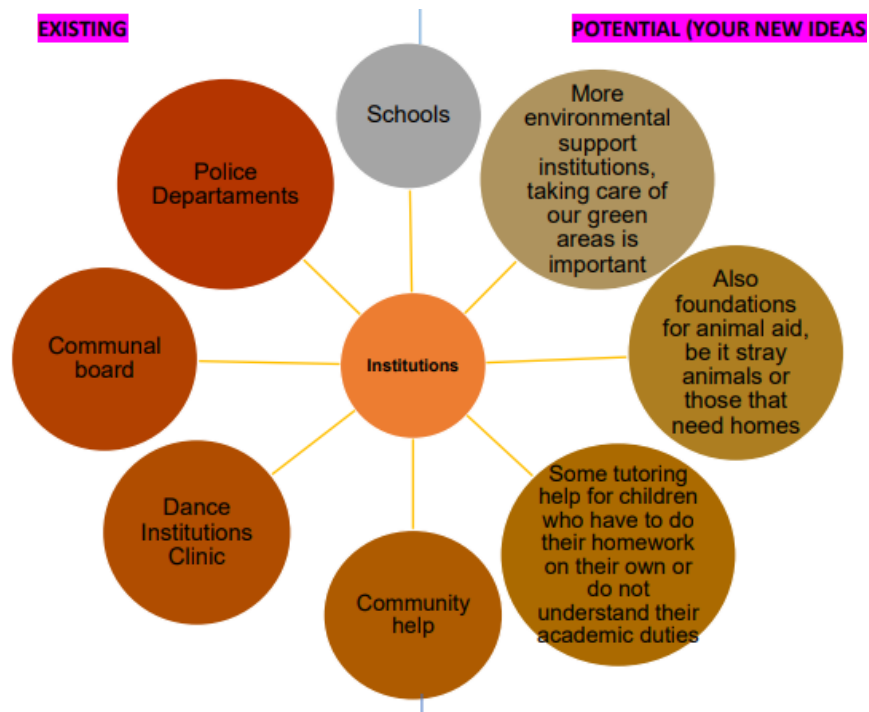 EXISTING
POTENTIAL (YOUR NEW IDEAS
Schools
More
environmental
support
institutions,
taking care of
our green
areas is
important
Police
Departaments
Also
foundations
for animal aid,
be it stray
animals or
those that
need homes
Communal
board
Institutions
Some tutoring
help for children
who have to do
their homework
on their own or
do not
understand their
academic duties
Dance
Institutions
Clinic
Community
help